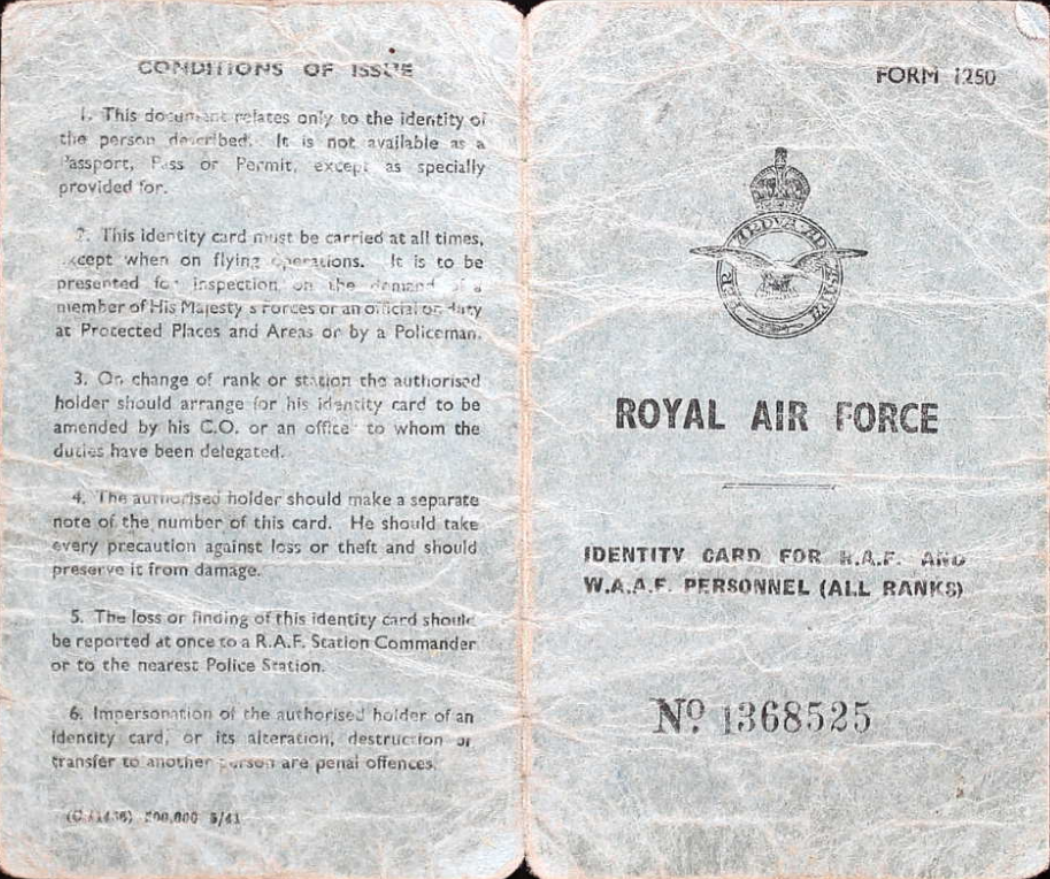 CONDITIONS OF ISSUE
1. This document relates only to the identity of
the person described. It is not available as a
Passport, Pass or Permit, except as specially
provided for.
2. This identity card must be carried at all times,
except when on flying operations. It is to be
presented for inspection on the demand of a
member of His Majesty's Forces or an official on duty
at Protected Places and Areas or by a Policeman.
3. On change of rank or station the authorised
holder should arrange for his identity card to be
amended by his C.O. or an officer to whom the
duties have been delegated.
4. The authorised holder should make a separate
note of the number of this card. He should take
every precaution against loss or theft and should
preserve it from damage.
5. The loss or finding of this identity card should
be reported at once to a R.A.F. Station Commander
or to the nearest Police Station.
6. Impersonation of the authorised holder of an
identity card, or its alteration, destruction or
transfer to another person are penal offences.
500,000 5/41
FORM 1250
PER ARDVA AD ASTRA
ROYAL AIR FORCE
IDENTITY CARD FOR R.A.F. AND
W.A.A.F. PERSONNEL (ALL RANKS)
Nº 1368525